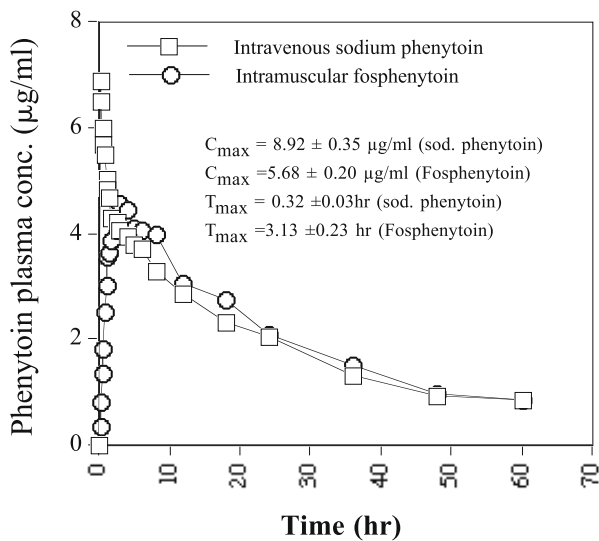 8
Intravenous sodium phenytoin
Intramuscular fosphenytoin
6
Cmax = 8.92 ± 0.35 µg/ml (sod. phenytoin)
Cmax =5.68 ± 0.20 µg/ml (Fosphenytoin)
Tmax = 0.32 ±0.03hr (sod. phenytoin)
Tmax =3.13 ±0.23 hr (Fosphenytoin)
4
2
0
Phenytoin plasma conc. (µg/ml)
0 10 20 30 40 50 60 70
Time (hr)